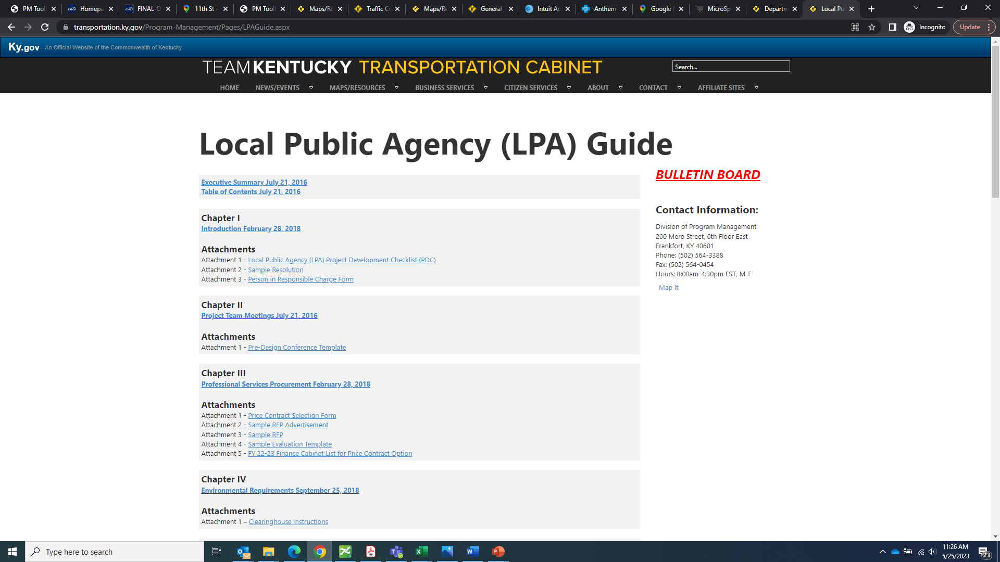 PM Tool
Homepa
FINAL-O
11th St -
PM Tool
Maps/Re
Traffic Co
Maps/Re
General
Intuit Ac
Anthem
Google
MicroSp
Departm
Local Pu
transportation.ky.gov/Program-Management/Pages/LPAGuide.aspx
Incognito
Update
Ky.gov An Official Website of the Commonwealth of Kentucky
TEAM KENTUCKY TRANSPORTATION CABINET
Search...
HOME NEWS/EVENTS MAPS/RESOURCES BUSINESS SERVICES CITIZEN SERVICES ABOUT CONTACT AFFILIATE SITES
Local Public Agency (LPA) Guide
Executive Summary July 21, 2016
Table of Contents July 21, 2016
Chapter I
Introduction February 28, 2018
Attachments
Attachment 1 - Local Public Agency (LPA) Project Development Checklist (PDC)
Attachment 2 - Sample Resolution
Attachment 3 - Person in Responsible Charge Form
Chapter II
Project Team Meetings July 21, 2016
Attachments
Attachment 1 - Pre-Design Conference Template
Chapter III
Professional Services Procurement February 28, 2018
Attachments
Attachment 1 - Price Contract Selection Form
Attachment 2 - Sample RFP Advertisement
Attachment 3 - Sample RFP
Attachment 4 - Sample Evaluation Template
Attachment 5 - FY 22-23 Finance Cabinet List for Price Contract Option
Chapter IV
Environmental Requirements September 25, 2018
Attachments
Attachment 1 – Clearinghouse Instructions
BULLETIN BOARD
Contact Information:
Division of Program Management
200 Mero Street, 6th Floor East
Frankfort, KY 40601
Phone: (502) 564-3388
Fax: (502) 564-0454
Hours: 8:00am-4:30pm EST, M-F
Map It
Type here to search
11:26 AM
5/25/2023
23